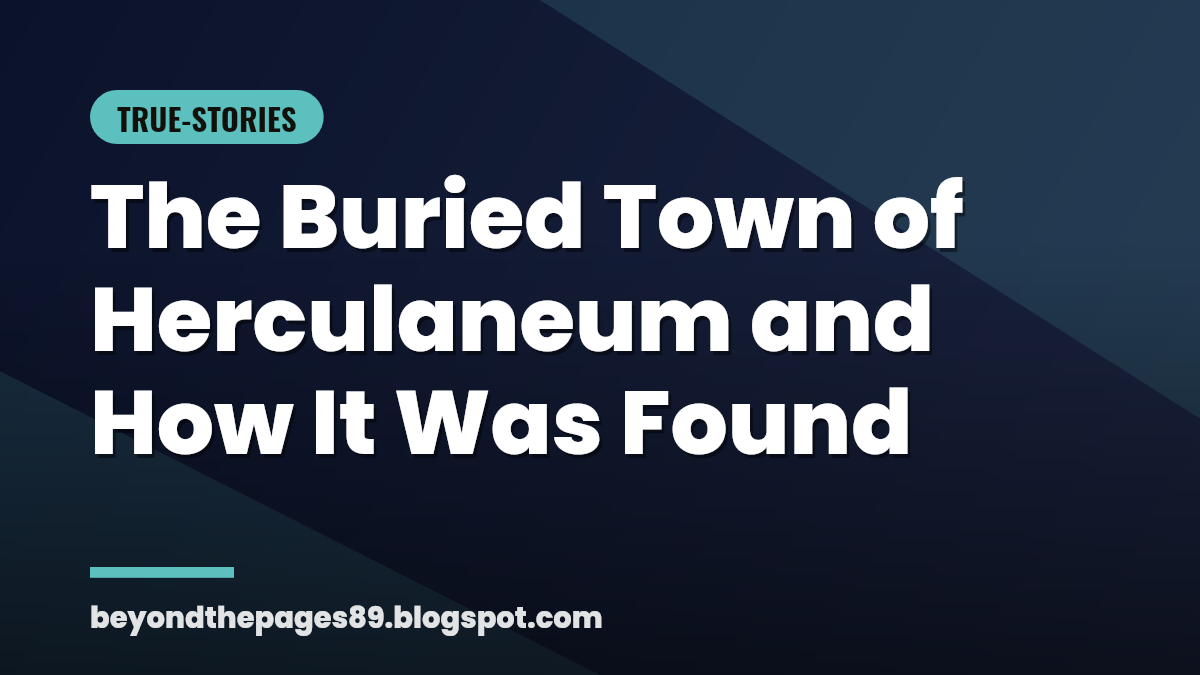 TRUE-STORIES
The Buried Town of
Herculaneum and
How It Was Found
beyondthepages89.blogspot.com